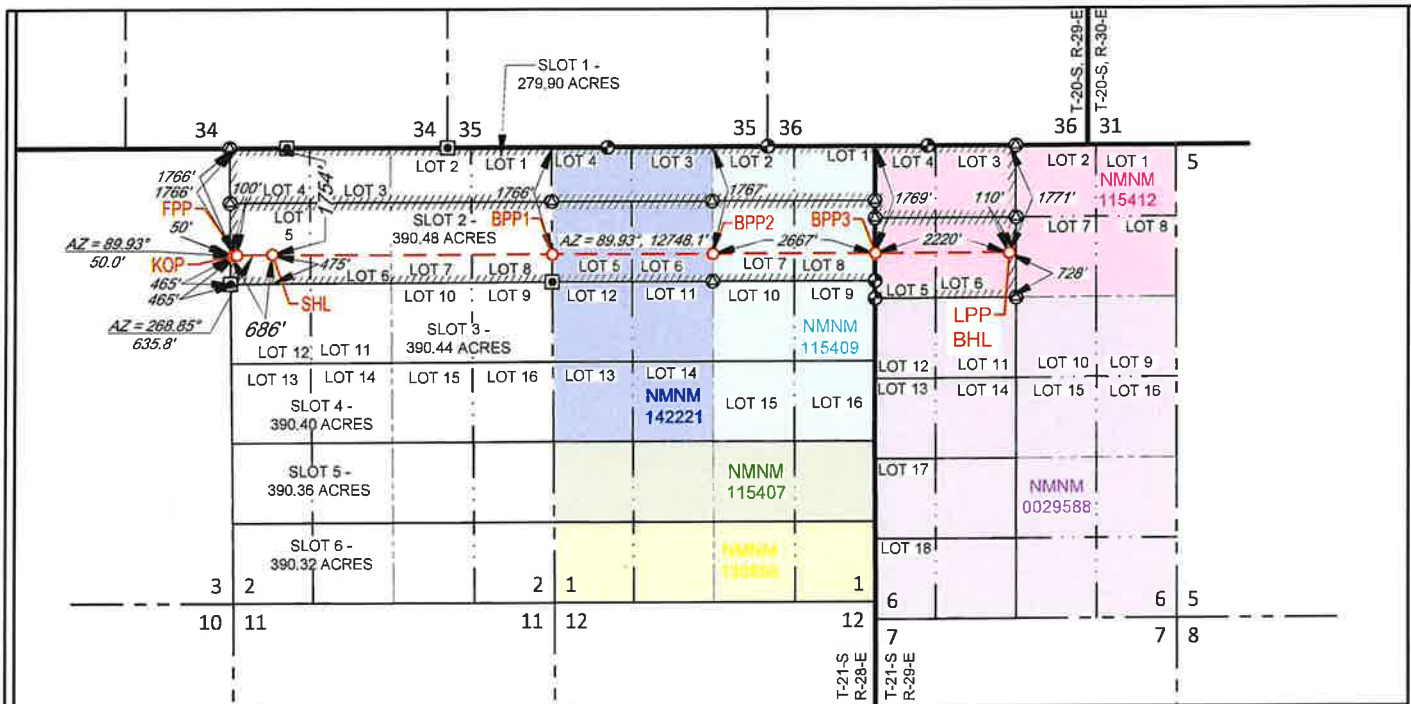 SLOT 1 -
279.90 ACRES
T-20-S, R-29-E
T-20-S, R-30-E
34
34
35
35
36
36
31
LOT 2
LOT 1
LOT 4
LOT 3
LOT 2
LOT 1
LOT 4
LOT 3
LOT 2
LOT 1
5
NMNM
115412
1766'
1766'
100'
1754'
LOT 4
LOT 3
1766'
1767'
1769'
110'
1771'
FPP
50'
LOT
5
SLOT 2 -
390.48 ACRES
BPP1
BPP2
BPP3
LOT 7
LOT 8
AZ = 89.93°
50.0'
AZ = 89.93°, 12748.1'
2667'
2220'
KOP
475'
465'
465'
LOT 6
LOT 7
LOT 8
LOT 5
LOT 6
LOT 7
LOT 8
LOT 5
LOT 6
728'
SHL
686'
AZ = 268.85°
635.8'
LOT 10
LOT 9
LOT 12
LOT 11
LOT 10
LOT 9
LPP
BHL
SLOT 3 -
390.44 ACRES
NMNM
115409
LOT 12
LOT 11
LOT 12
LOT 11
LOT 10
LOT 9
LOT 13
LOT 14
LOT 15
LOT 16
LOT 13
LOT 14
LOT 13
LOT 14
LOT 15
LOT 16
NMNM
142221
LOT 15
LOT 16
SLOT 4 -
390.40 ACRES
SLOT 5 -
390.36 ACRES
NMNM
115407
LOT 17
NMNM
0029588
SLOT 6 -
390.32 ACRES
NMNM
LOT 18
3
2
2
1
1
6
6
5
10
11
11
12
12
7
7
8
T-21-S
R-28-E
T-21-S
R-29-E